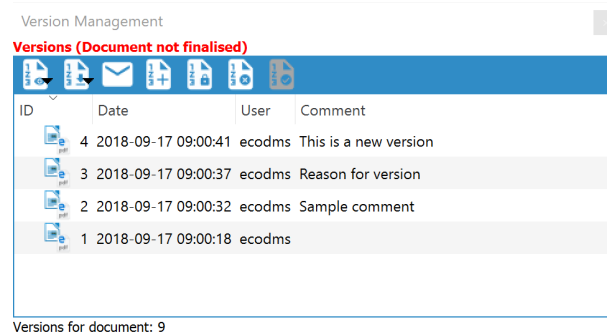 Version Management
Versions (Document not finalised)
ID Date User Comment
4 2018-09-17 09:00:41 ecodms This is a new version
3 2018-09-17 09:00:37 ecodms Reason for version
2 2018-09-17 09:00:32 ecodms Sample comment
1 2018-09-17 09:00:18 ecodms
Versions for document: 9